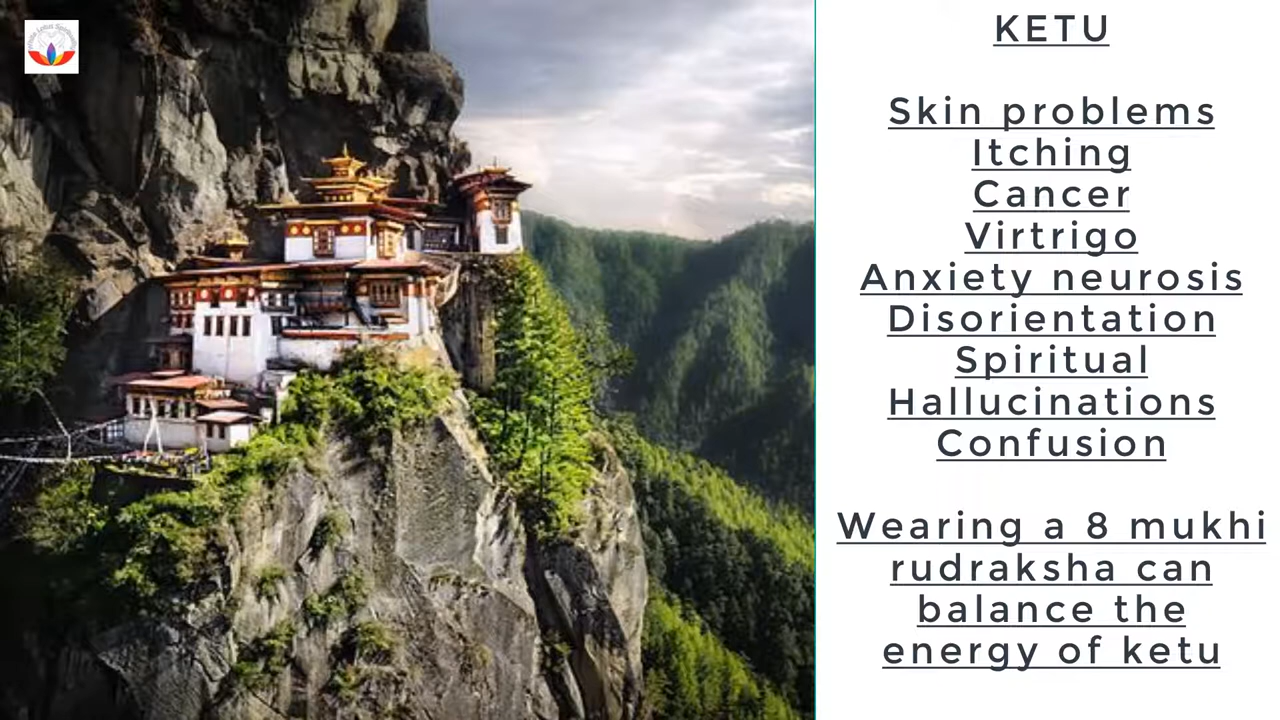 KETU
Skin problems
Itching
Cancer
Virtrigo
Anxiety neurosis
Disorientation
Spiritual
Hallucinations
Confusion
Wearing a 8 mukhi
rudraksha can
balance the
energy of ketu